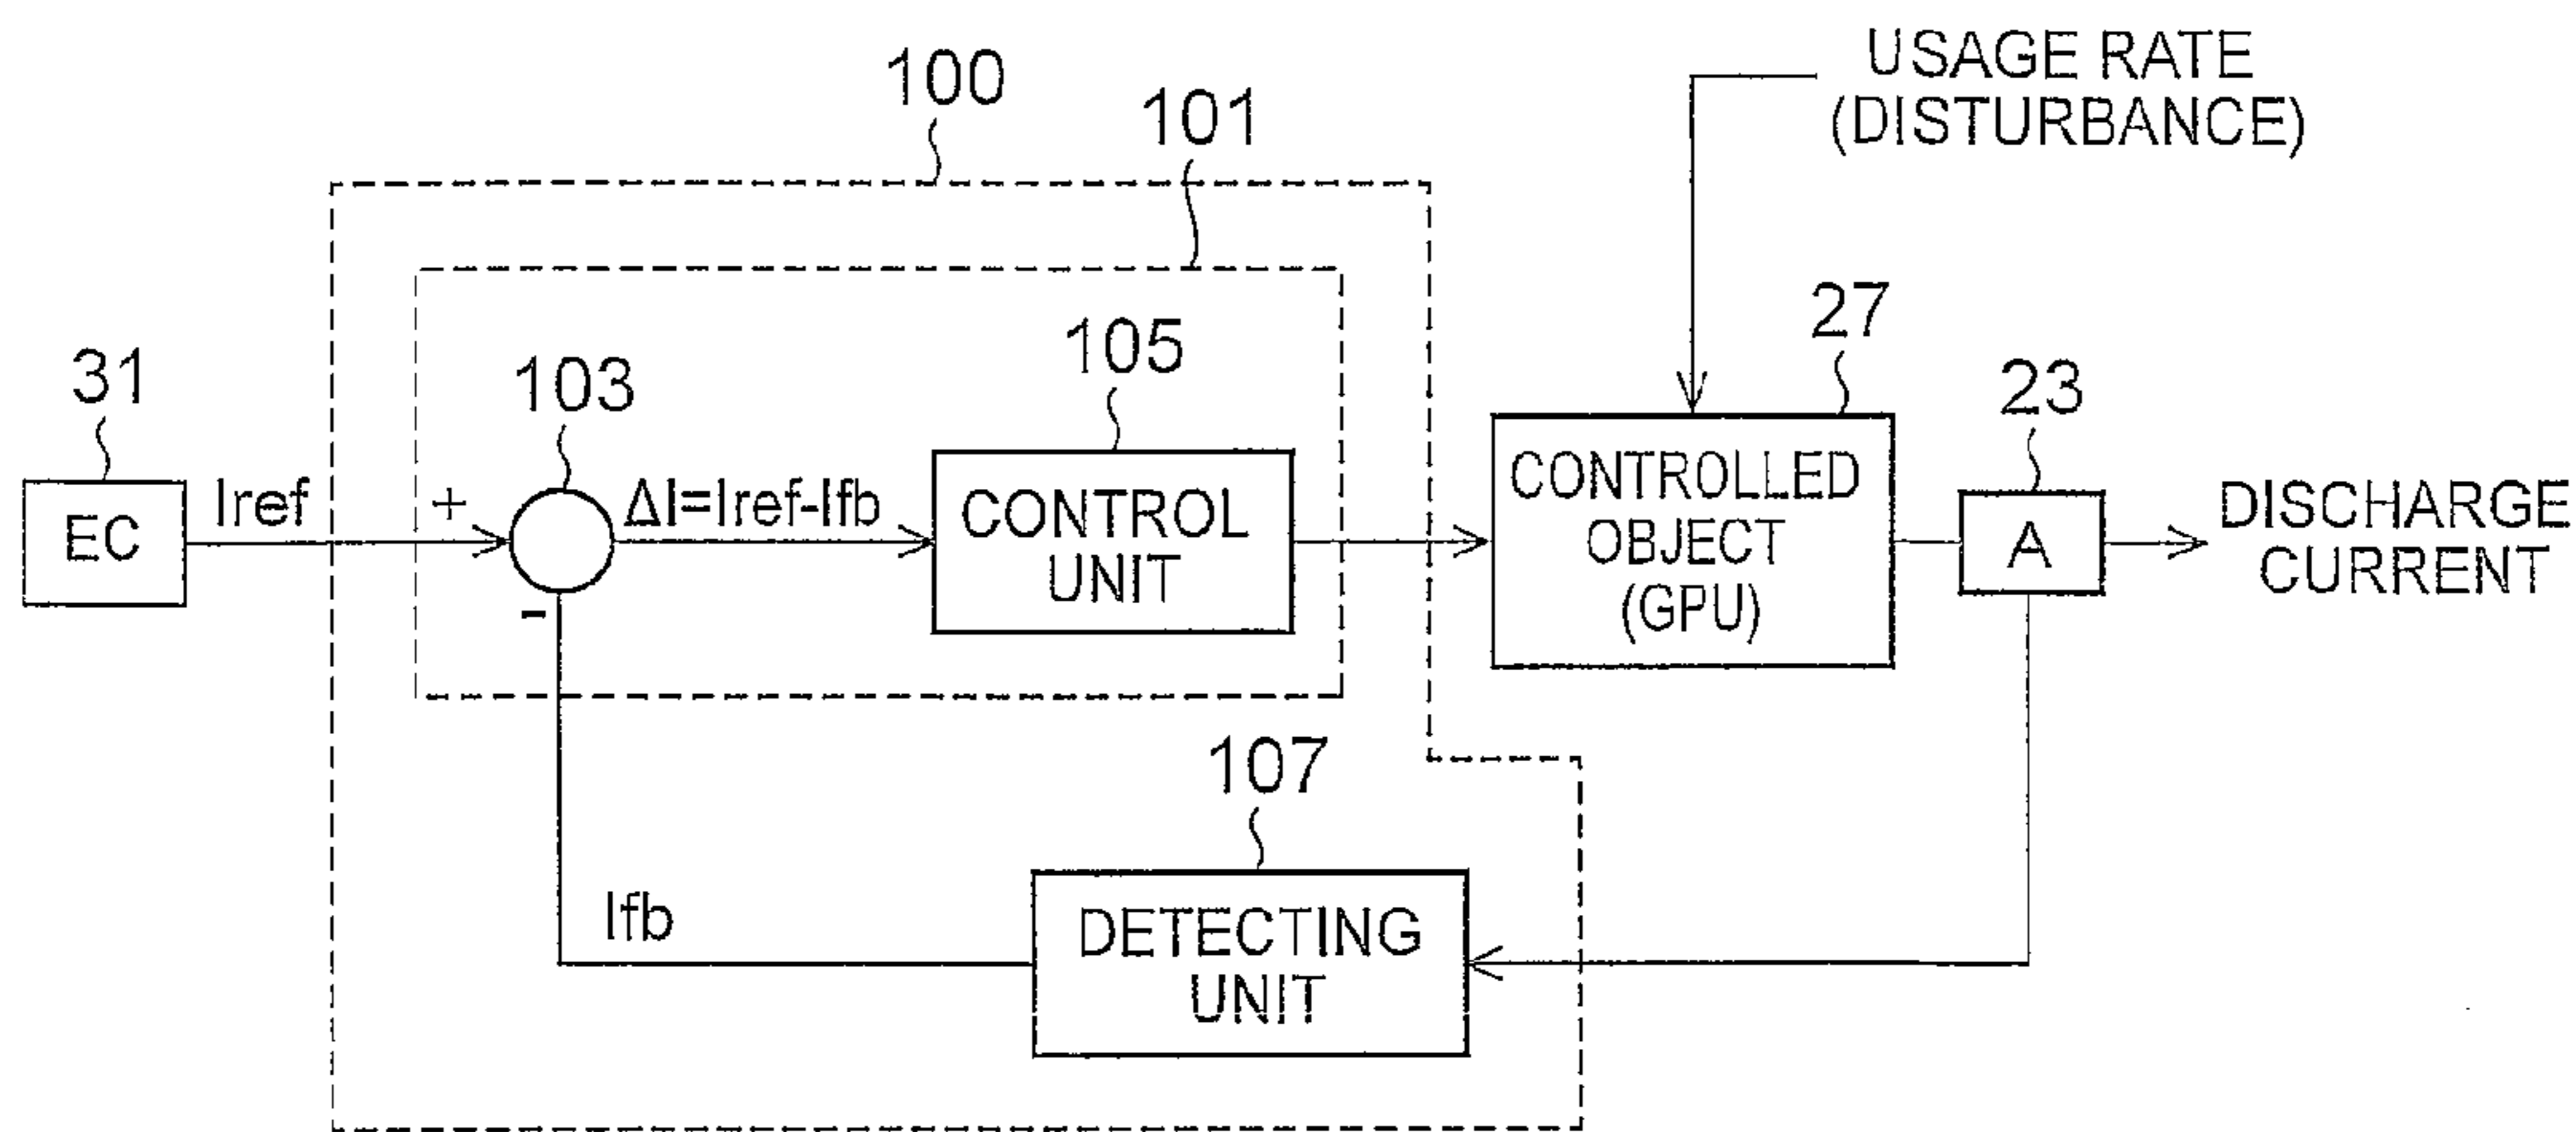 100
101
USAGE RATE
(DISTURBANCE)
31
103
105
27
23
EC
Iref
+
-
ΔI=Iref-Ifb
CONTROL
UNIT
CONTROLLED
OBJECT
(GPU)
A
DISCHARGE
CURRENT
107
Ifb
DETECTING
UNIT